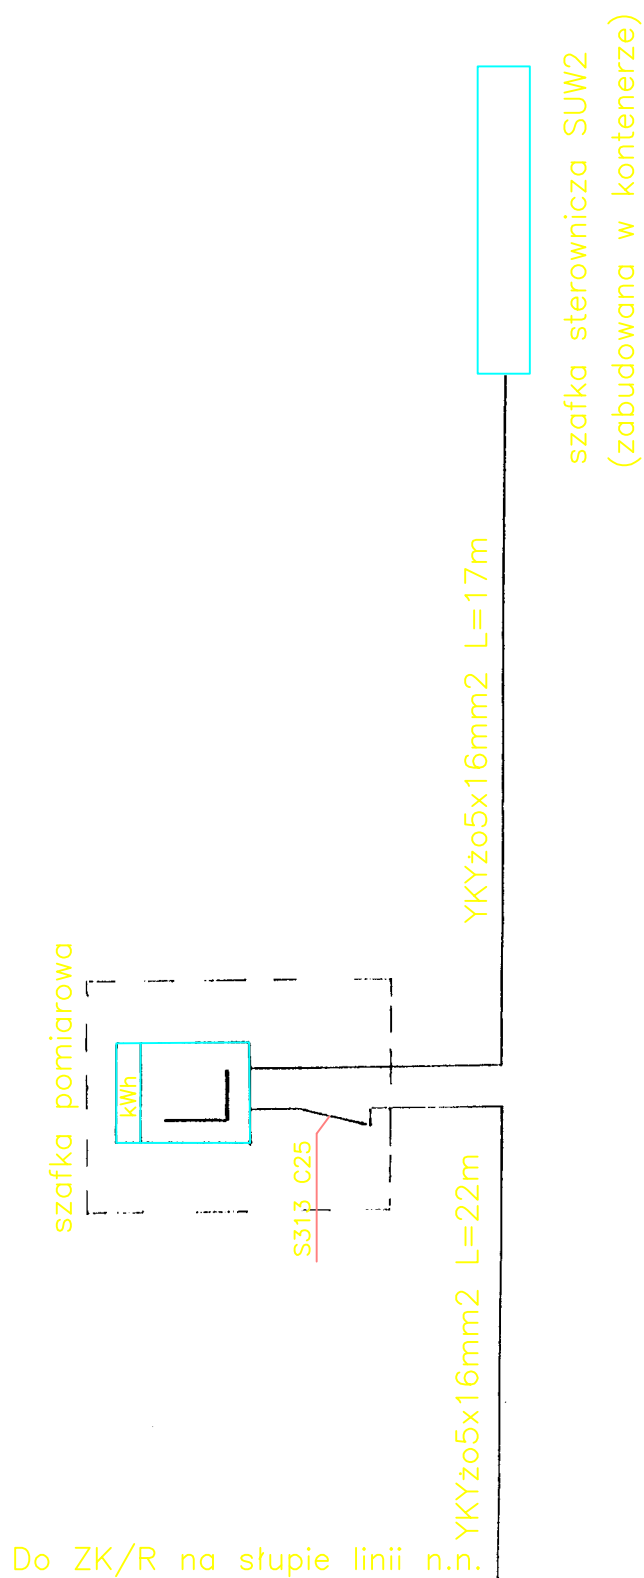 szafka sterownicza SUW2
(zabudowana w kontenerze)
YKYżo5x16mm2 L=17m
szafka pomiarowa
kWh
S313 C25
YKYżo5x16mm2 L=22m
Do ZK/R na słupie linii n.n.